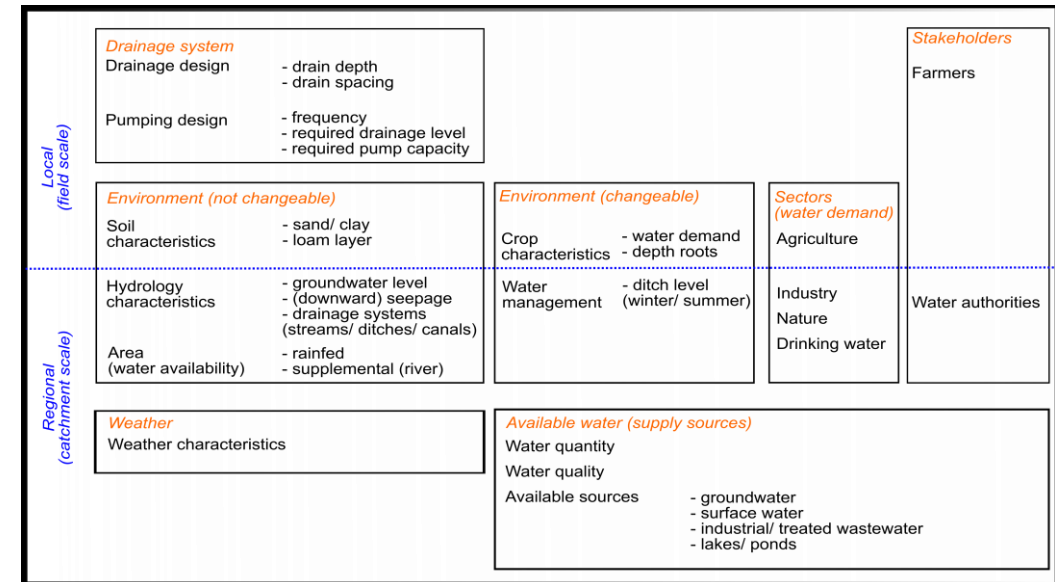 Local
(field scale)
Regional
(catchment scale)
Drainage system
Drainage design
- drain depth
- drain spacing
Pumping design
- frequency
- required drainage level
- required pump capacity
Environment (not changeable)
Soil
characteristics
- sand/ clay
- loam layer
Hydrology
characteristics
- groundwater level
- (downward) seepage
- drainage systems
(streams/ ditches/ canals)
Area
(water availability)
- rainfed
- supplemental (river)
Environment (changeable)
Crop
characteristics
- water demand
- depth roots
Water
management
- ditch level
(winter/ summer)
Sectors
(water demand)
Agriculture
Industry
Nature
Drinking water
Stakeholders
Farmers
Water authorities
Weather
Weather characteristics
Available water (supply sources)
Water quantity
Water quality
Available sources
- groundwater
- surface water
- industrial/ treated wastewater
- lakes/ ponds